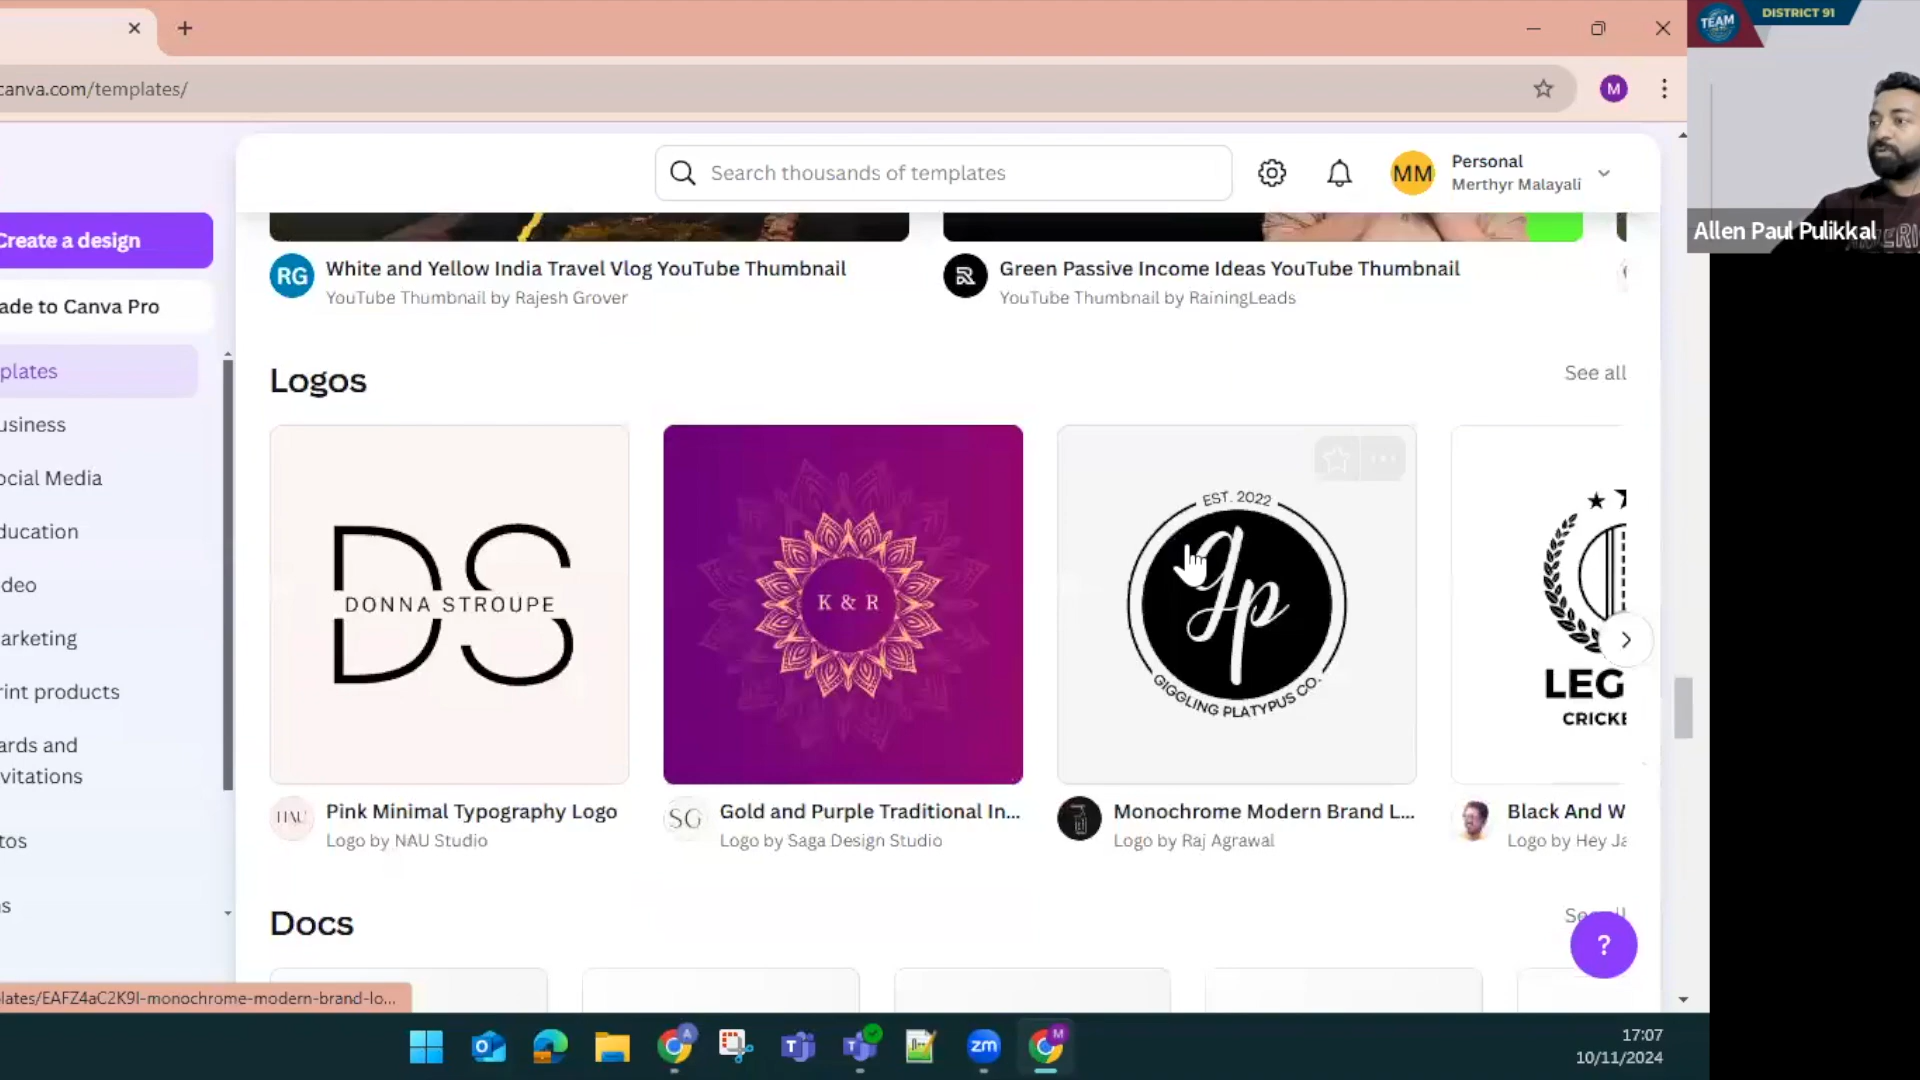 canva.com/templates/
M
TEAM
DISTRICT 91
Search thousands of templates
MM
Personal
Merthyr Malayali
Allen Paul Pulikkal
Create a design
ade to Canva Pro
plates
usiness
ocial Media
ducation
deo
arketing
rint products
ards and
vitations
tos
s
RG
White and Yellow India Travel Vlog YouTube Thumbnail
YouTube Thumbnail by Rajesh Grover
Green Passive Income Ideas YouTube Thumbnail
YouTube Thumbnail by RainingLeads
Logos
See all
DS
DONNA STROUPE
K & R
EST. 2022
gp
GIGGLING PLATYPUS CO.
LEG
CRICKE
Pink Minimal Typography Logo
Logo by NAU Studio
SG
Gold and Purple Traditional In...
Logo by Saga Design Studio
Monochrome Modern Brand L...
Logo by Raj Agrawal
Black And W
Logo by Hey Ja
Docs
?
lates/EAFZ4aC2K9I-monochrome-modern-brand-lo...
zm
17:07
10/11/2024